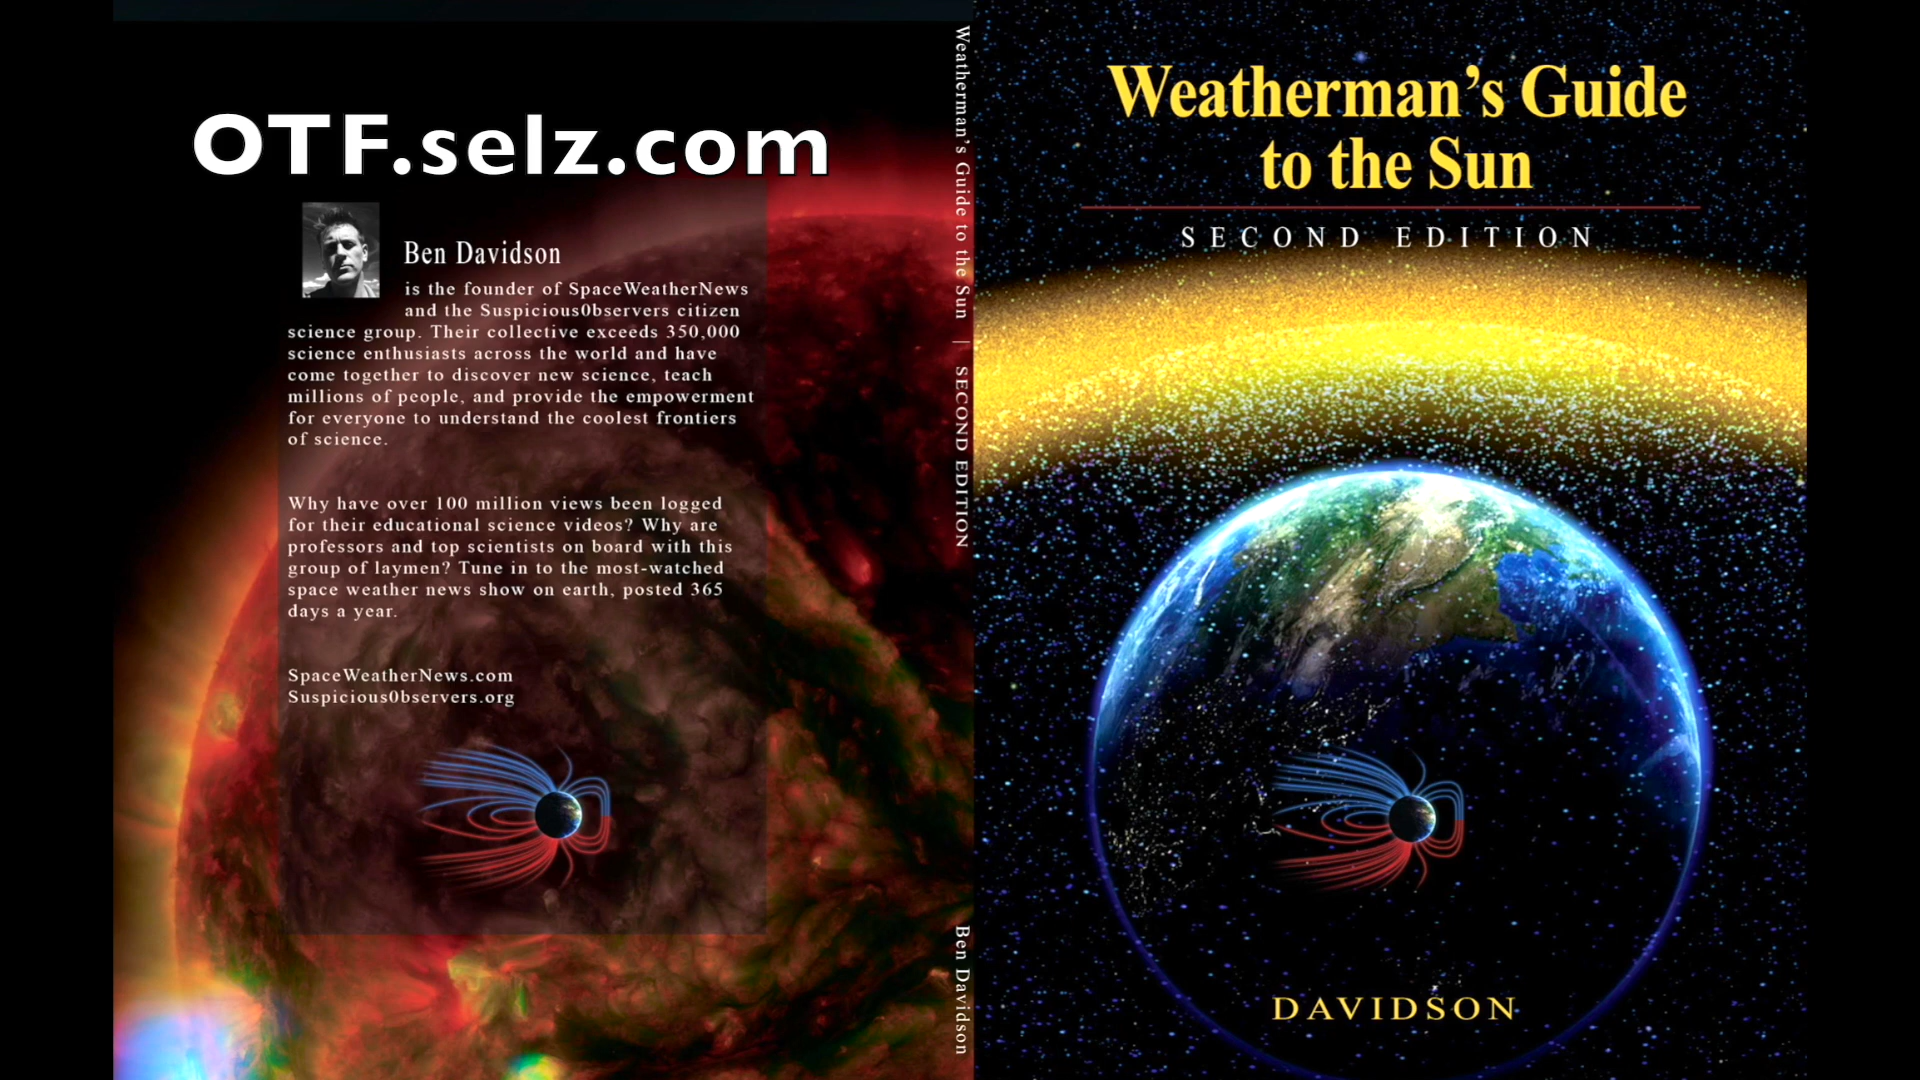 OTF.selz.com
Ben Davidson
is the founder of SpaceWeatherNews
and the Suspicious0bservers citizen
science group. Their collective exceeds 350,000
science enthusiasts across the world and have
come together to discover new science, teach
millions of people, and provide the empowerment
for everyone to understand the coolest frontiers
of science.
Why have over 100 million views been logged
for their educational science videos? Why are
professors and top scientists on board with this
group of laymen? Tune in to the most-watched
space weather news show on earth, posted 365
days a year.
SpaceWeatherNews.com
Suspicious0bservers.org
Weatherman's Guide to the Sun | SECOND EDITION
Ben Davidson
Weatherman's Guide
to the Sun
SECOND EDITION
DAVIDSON